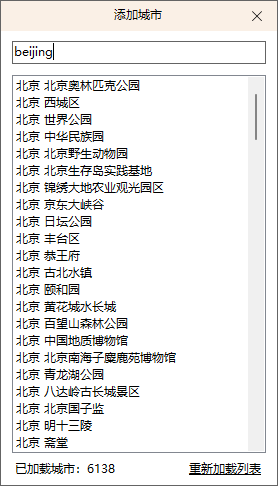 添加城市
beijing
北京 北京奥林匹克公园
北京 西城区
北京 世界公园
北京 中华民族园
北京 北京野生动物园
北京 北京生存岛实践基地
北京 锦绣大地农业观光园区
北京 京东大峡谷
北京 日坛公园
北京 丰台区
北京 恭王府
北京 古北水镇
北京 颐和园
北京 黄花城水长城
北京 百望山森林公园
北京 中国地质博物馆
北京 北京南海子麋鹿苑博物馆
北京 青龙湖公园
北京 八达岭古长城景区
北京 北京国子监
北京 明十三陵
北京 斋堂
已加载城市：6138 重新加载列表